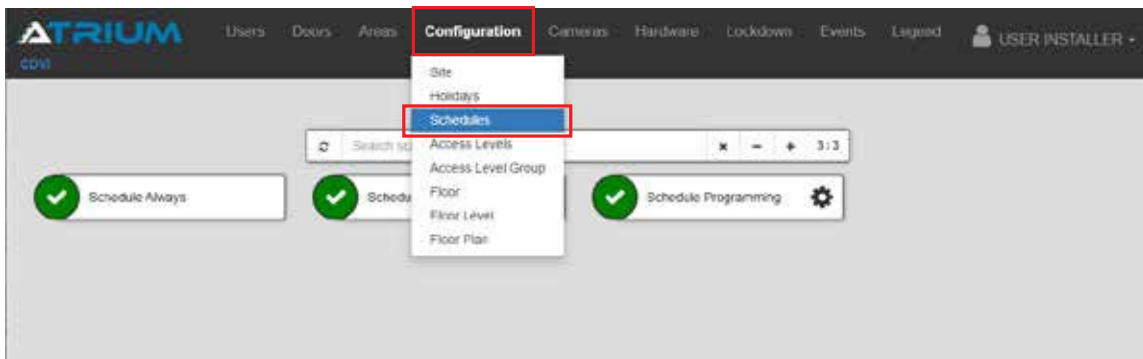 ATRIUM
CDVI
Users Doors Areas Configuration Cameras Hardware Lockdown Events Legend USER INSTALLER
Site
Holidays
Schedules
Search
3:3
Access Levels
Access Level Group
Schedule Always
Schedule Programming
Floor
Floor Level
Floor Plan